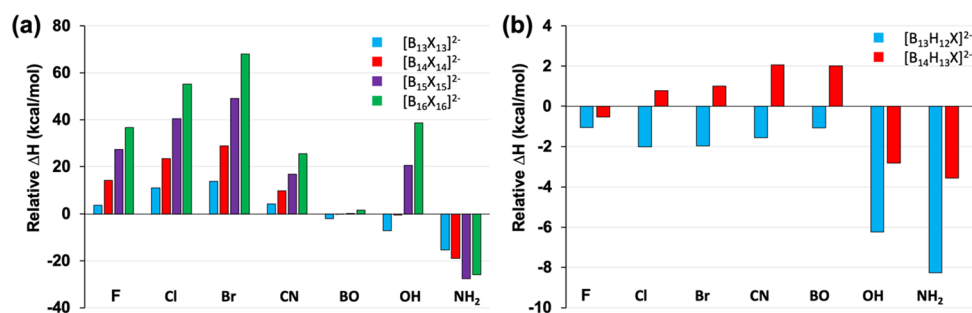 (a)
Relative ΔH (kcal/mol)
80
60
40
20
0
-20
-40
[B₁₃X₁₃]²⁻
[B₁₄X₁₄]²⁻
[B₁₅X₁₅]²⁻
[B₁₆X₁₆]²⁻
F Cl Br CN BO OH NH₂
(b)
Relative ΔH (kcal/mol)
4
2
0
-2
-4
-6
-8
-10
[B₁₃H₁₂X]²⁻
[B₁₄H₁₃X]²⁻
F Cl Br CN BO OH NH₂